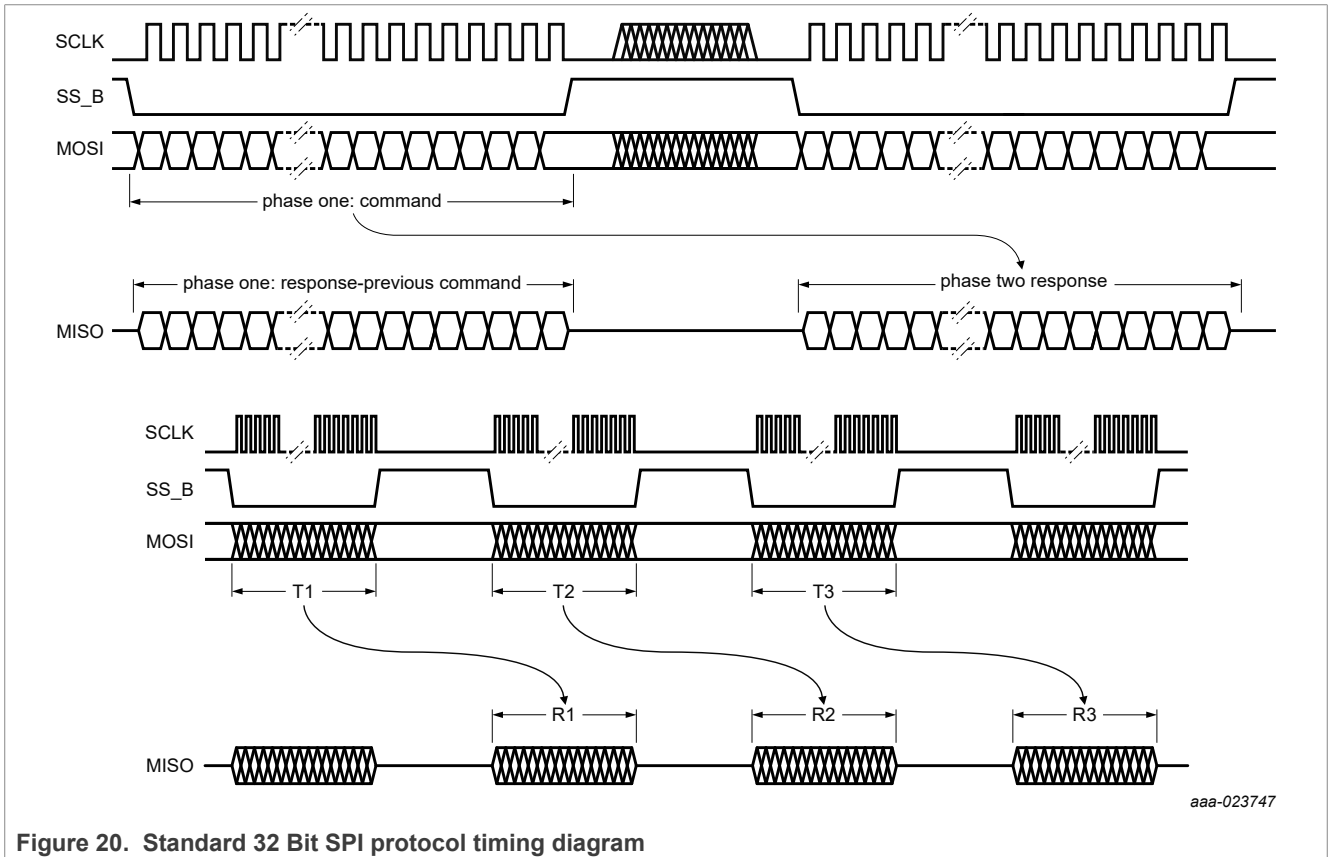 SCLK
SS_B
MOSI
phase one: command
phase one: response-previous command
phase two response
MISO
SCLK
SS_B
MOSI
T1 T2 T3
R1 R2 R3
MISO
aaa-023747
Figure 20. Standard 32 Bit SPI protocol timing diagram